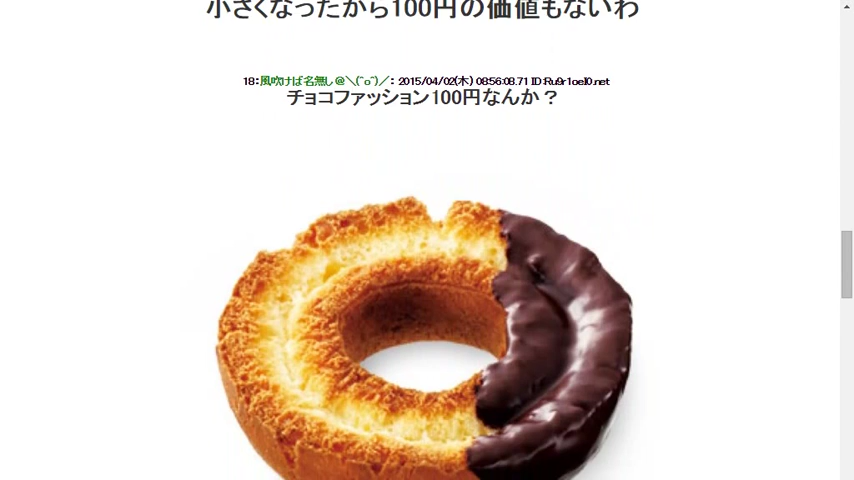 小さくなったから100円の価値もないわ
18：風吹けば名無し＠＼(^o^)／： 2015/04/02(木) 08:56:08.71 ID:Ru9r1oeI0.net
チョコファッション100円なんか？